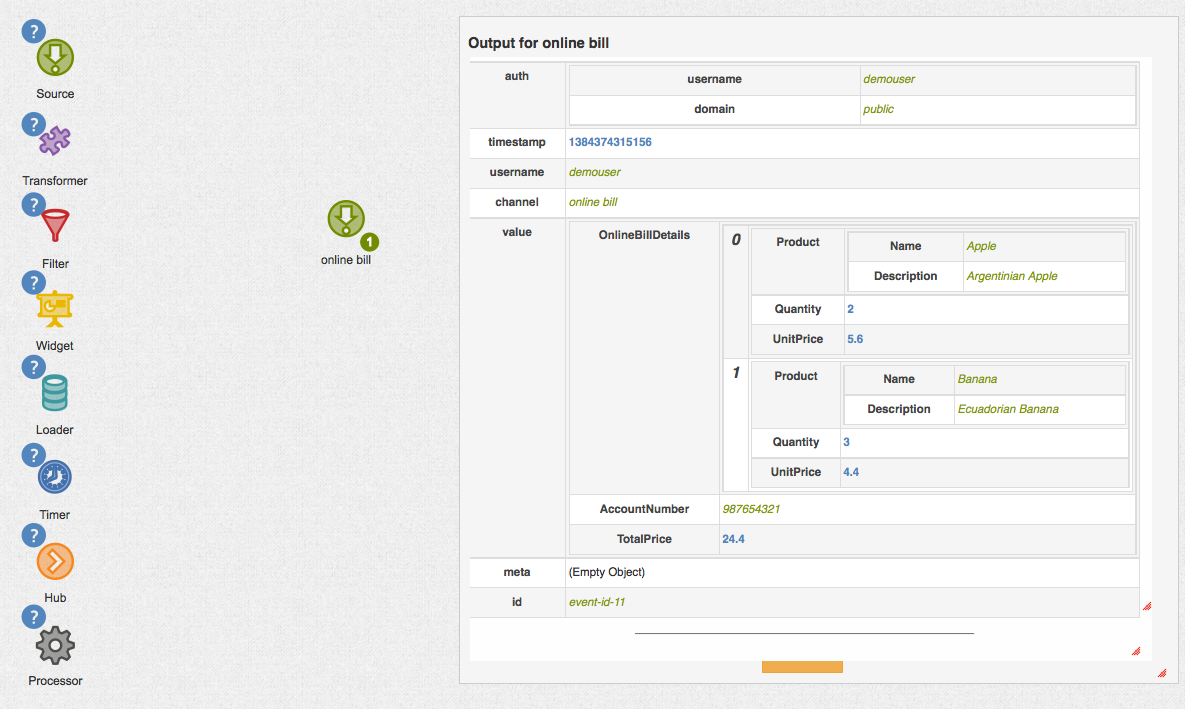 ?
Source
?
Transformer
?
Filter
?
Widget
?
Loader
?
Timer
?
Hub
?
Processor
1
online bill
Output for online bill
auth
username demouser
domain public
timestamp 1384374315156
username demouser
channel online bill
value
OnlineBillDetails
0 Product
Name Apple
Description Argentinian Apple
Quantity 2
UnitPrice 5.6
1 Product
Name Banana
Description Ecuadorian Banana
Quantity 3
UnitPrice 4.4
AccountNumber 987654321
TotalPrice 24.4
meta (Empty Object)
id event-id-11